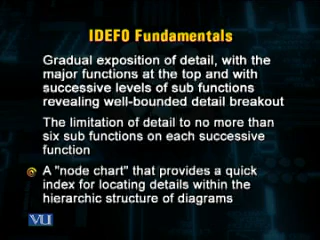 IDEF0 Fundamentals
Gradual exposition of detail, with the
major functions at the top and with
successive levels of sub functions
revealing well-bounded detail breakout
The limitation of detail to no more than
six sub functions on each successive
function
A "node chart" that provides a quick
index for locating details within the
hierarchic structure of diagrams
VU